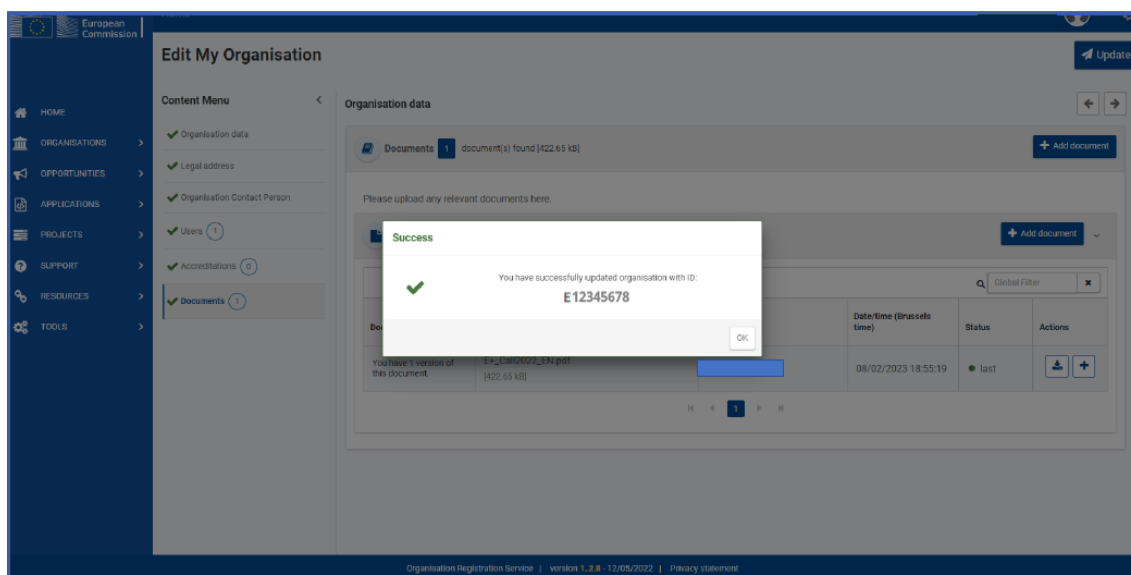 European
Commission
Edit My Organisation
Update
HOME
ORGANISATIONS
OPPORTUNITIES
APPLICATIONS
PROJECTS
SUPPORT
RESOURCES
TOOLS
Content Menu
Organisation data
Legal address
Organisation Contact Person
Users 1
Accreditations 0
Documents 1
Organisation data
Documents 1 document(s) found [422.65 kB]
+ Add document
Please upload any relevant documents here.
+ Add document
Success
You have successfully updated organisation with ID:
E12345678
OK
Global Filter
Date/time (Brussels
time)
Status
Actions
You have 1 version of
this document.
E+_Call2022_EN.pdf
[422.65 kB]
08/02/2023 18:55:19
last
1
Organisation Registration Service | version 1.2.8 - 12/05/2022 | Privacy statement